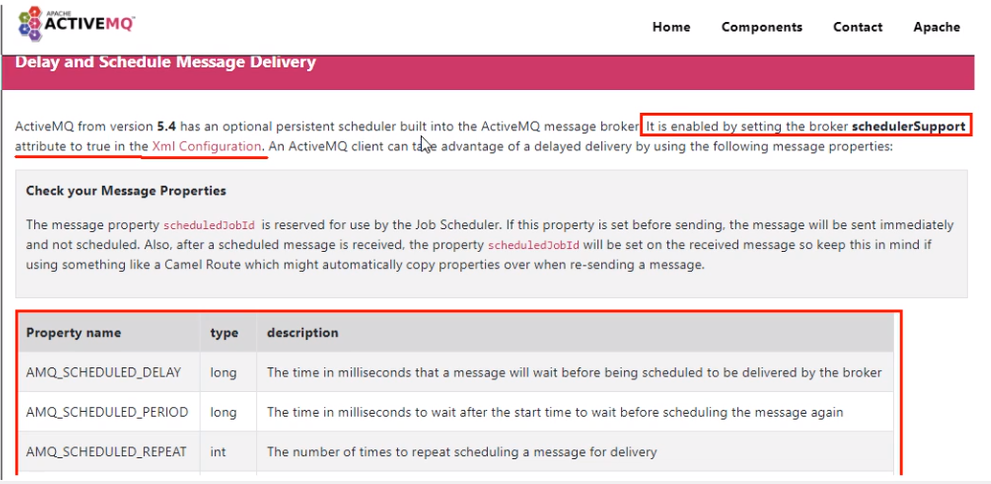 APACHE
ACTIVEMQ™
Home Components Contact Apache
Delay and Schedule Message Delivery
ActiveMQ from version 5.4 has an optional persistent scheduler built into the ActiveMQ message broker. It is enabled by setting the broker schedulerSupport
attribute to true in the Xml Configuration. An ActiveMQ client can take advantage of a delayed delivery by using the following message properties:
Check your Message Properties
The message property scheduledJobId is reserved for use by the Job Scheduler. If this property is set before sending, the message will be sent immediately
and not scheduled. Also, after a scheduled message is received, the property scheduledJobId will be set on the received message so keep this in mind if
using something like a Camel Route which might automatically copy properties over when re-sending a message.
Property name type description
AMQ_SCHEDULED_DELAY long The time in milliseconds that a message will wait before being scheduled to be delivered by the broker
AMQ_SCHEDULED_PERIOD long The time in milliseconds to wait after the start time to wait before scheduling the message again
AMQ_SCHEDULED_REPEAT int The number of times to repeat scheduling a message for delivery